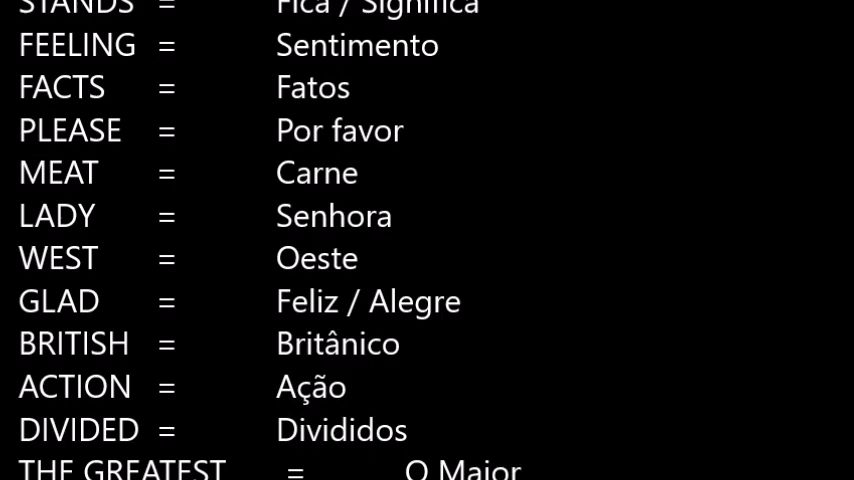 STANDS = Fica / Significa
FEELING = Sentimento
FACTS = Fatos
PLEASE = Por favor
MEAT = Carne
LADY = Senhora
WEST = Oeste
GLAD = Feliz / Alegre
BRITISH = Britânico
ACTION = Ação
DIVIDED = Divididos
THE GREATEST = O Maior